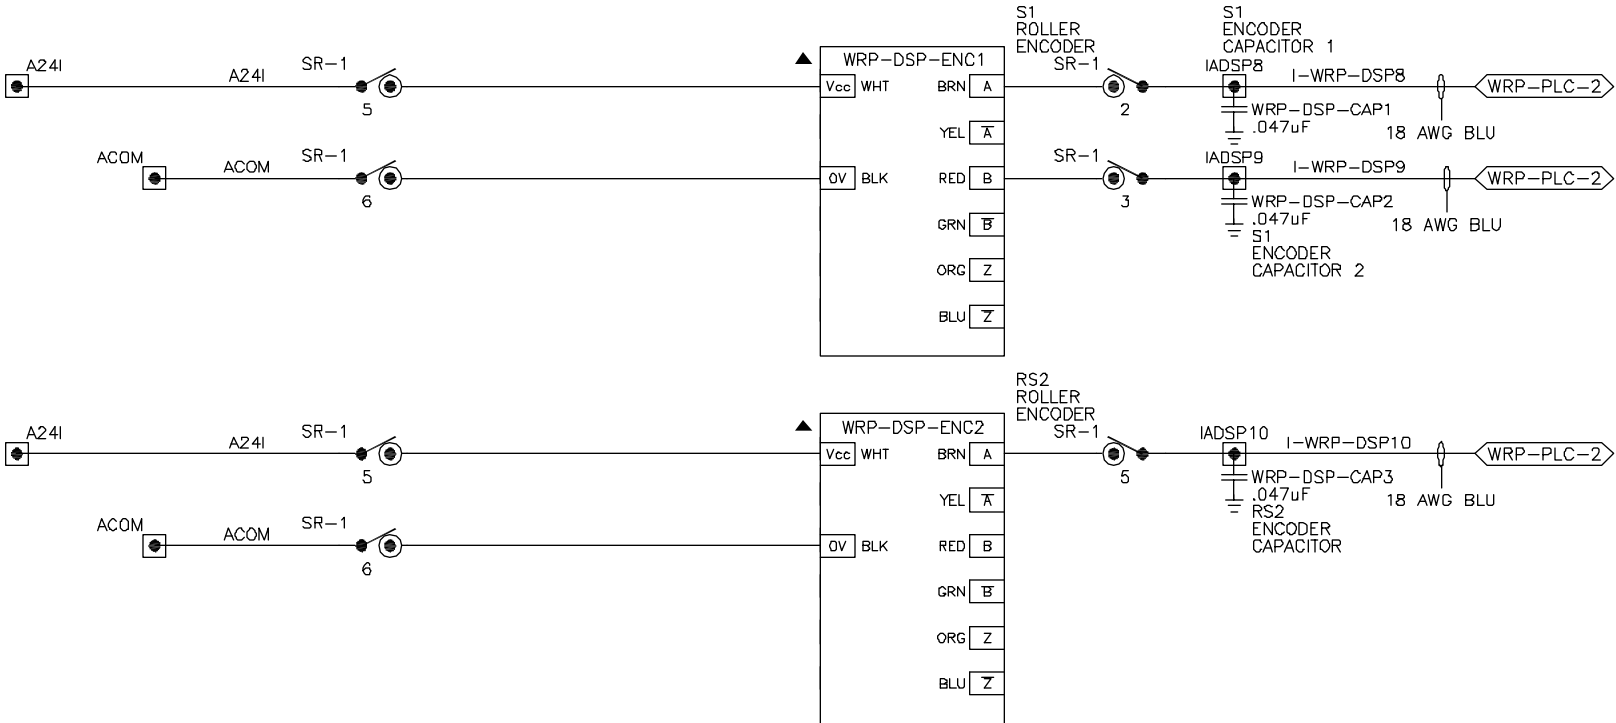 S1
ROLLER
ENCODER
S1
ENCODER
CAPACITOR 1
A24I
A24I
SR-1
5
WRP-DSP-ENC1
Vcc WHT
BRN A
SR-1
2
IADSP8
I-WRP-DSP8
WRP-PLC-2
WRP-DSP-CAP1
.047uF
18 AWG BLU
YEL A̅
ACOM
ACOM
SR-1
6
0V BLK
RED B
SR-1
3
IADSP9
I-WRP-DSP9
WRP-PLC-2
WRP-DSP-CAP2
.047uF
S1
ENCODER
CAPACITOR 2
18 AWG BLU
GRN B̅
ORG Z
BLU Z̅
RS2
ROLLER
ENCODER
A24I
A24I
SR-1
5
WRP-DSP-ENC2
Vcc WHT
BRN A
SR-1
5
IADSP10
I-WRP-DSP10
WRP-PLC-2
WRP-DSP-CAP3
.047uF
RS2
ENCODER
CAPACITOR
18 AWG BLU
YEL A̅
ACOM
ACOM
SR-1
6
0V BLK
RED B
GRN B̅
ORG Z
BLU Z̅